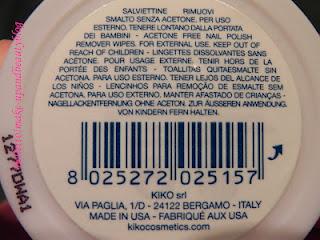 SALVIETTINE RIMUOVI
SMALTO SENZA ACETONE. PER USO
ESTERNO. TENERE LONTANO DALLA PORTATA
DEI BAMBINI - ACETONE FREE NAIL POLISH
REMOVER WIPES. FOR EXTERNAL USE. KEEP OUT OF
REACH OF CHILDREN - LINGETTES DISSOLVANTES SANS
ACÉTONE. POUR USAGE EXTERNE. TENIR HORS DE LA
PORTÉE DES ENFANTS - TOALLITAS QUITAESMALTE SIN
ACETONA. PARA USO EXTERNO. TENER LEJOS DEL ALCANCE DE
LOS NIÑOS - LENCINHOS PARA REMOÇÃO DE ESMALTE SEM
ACETONA. PARA USO EXTERNO. MANTER AFASTADO DE CRIANÇAS -
NAGELLACKENTFERNUNG OHNE ACETON. ZUR ÄUSSEREN ANWENDUNG.
VON KINDERN FERN HALTEN.
1277DWA1
8 025272 025157
KIKO srl
VIA PAGLIA, 1/D - 24122 BERGAMO - ITALY
MADE IN USA - FABRIQUÉ AUX USA
kikocosmetics.com